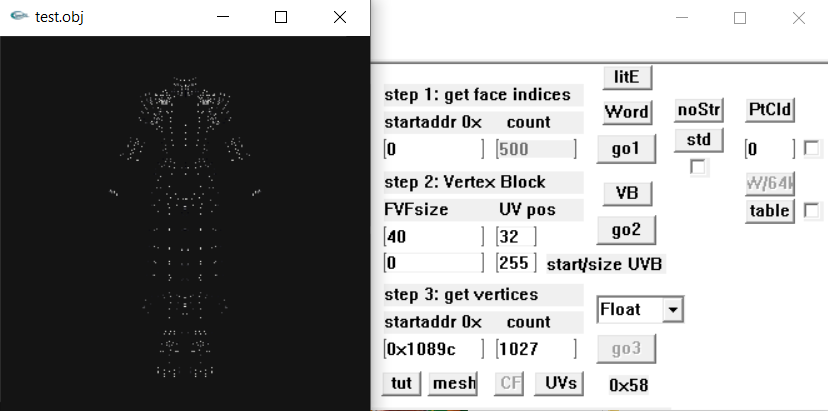 test.obj
litE
step 1: get face indices
Word
noStr
PtCld
startaddr 0x
count
std
0
500
go1
0
step 2: Vertex Block
VB
FVFsize
UV pos
table
40
32
go2
0
255
start/size UVB
step 3: get vertices
Float
startaddr 0x
count
0x1089c
1027
go3
tut
mesh
CF
UVs
0x58